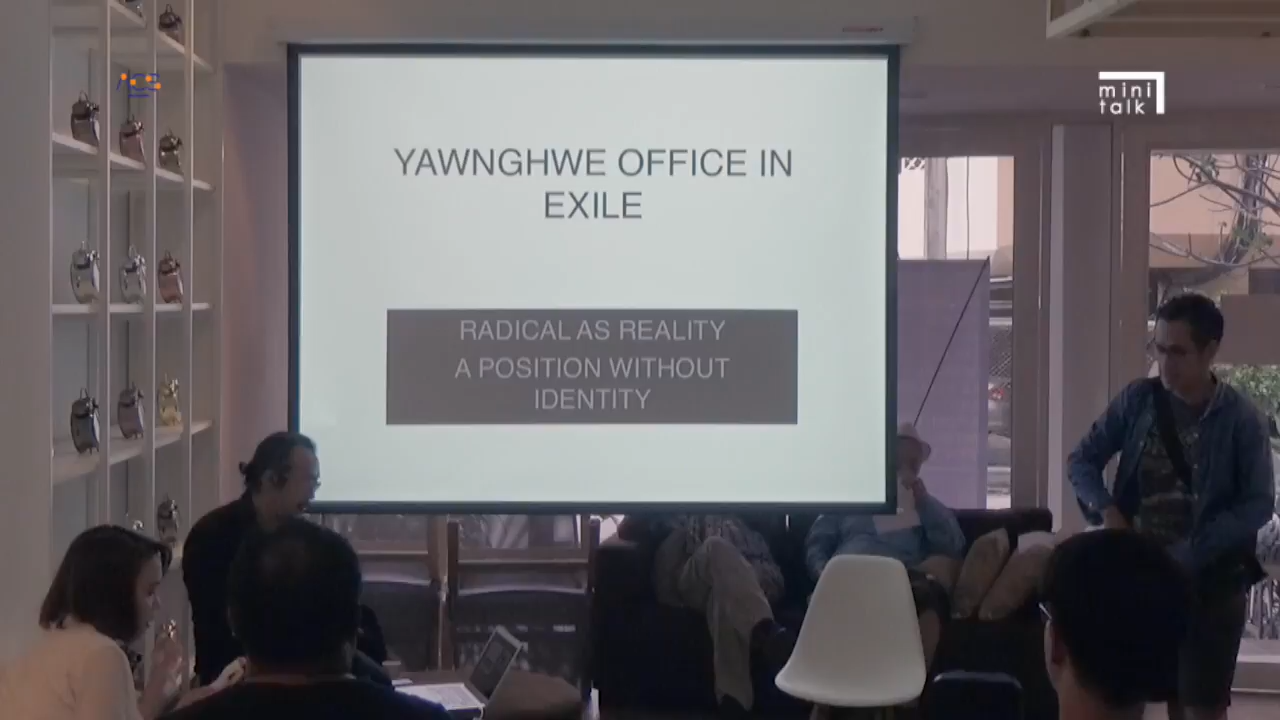 mini
talk
YAWNGHWE OFFICE IN
EXILE
RADICAL AS REALITY
A POSITION WITHOUT
IDENTITY